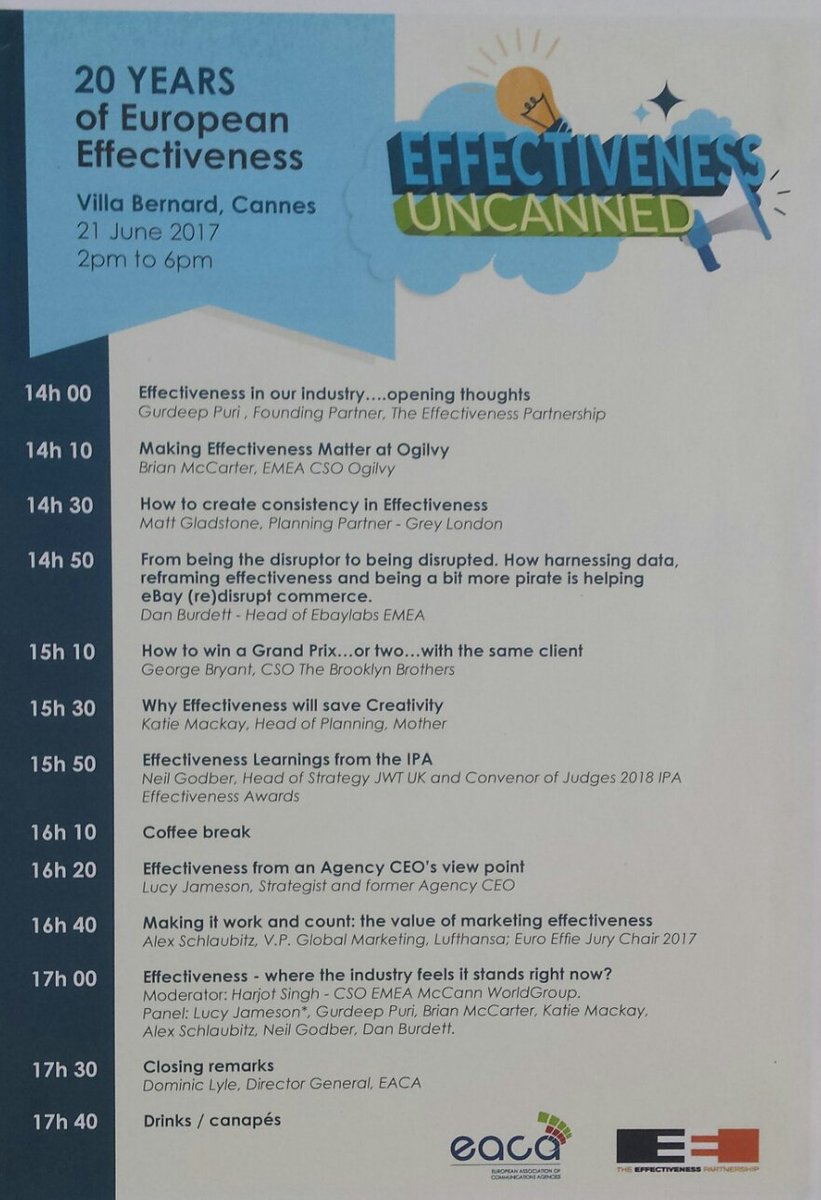 20 YEARS
of European
Effectiveness
Villa Bernard, Cannes
21 June 2017
2pm to 6pm
EFFECTIVENESS
UNCANNED
14h 00 Effectiveness in our industry....opening thoughts
Gurdeep Puri , Founding Partner, The Effectiveness Partnership
14h 10 Making Effectiveness Matter at Ogilvy
Brian McCarter, EMEA CSO Ogilvy
14h 30 How to create consistency in Effectiveness
Matt Gladstone, Planning Partner - Grey London
14h 50 From being the disruptor to being disrupted. How harnessing data,
reframing effectiveness and being a bit more pirate is helping
eBay (re)disrupt commerce.
Dan Burdett - Head of Ebaylabs EMEA
15h 10 How to win a Grand Prix...or two...with the same client
George Bryant, CSO The Brooklyn Brothers
15h 30 Why Effectiveness will save Creativity
Katie Mackay, Head of Planning, Mother
15h 50 Effectiveness Learnings from the IPA
Neil Godber, Head of Strategy JWT UK and Convenor of Judges 2018 IPA
Effectiveness Awards
16h 10 Coffee break
16h 20 Effectiveness from an Agency CEO's view point
Lucy Jameson, Strategist and former Agency CEO
16h 40 Making it work and count: the value of marketing effectiveness
Alex Schlaubitz, V.P. Global Marketing, Lufthansa; Euro Effie Jury Chair 2017
17h 00 Effectiveness - where the industry feels it stands right now?
Moderator: Harjot Singh - CSO EMEA McCann WorldGroup.
Panel: Lucy Jameson*, Gurdeep Puri, Brian McCarter, Katie Mackay,
Alex Schlaubitz, Neil Godber, Dan Burdett.
17h 30 Closing remarks
Dominic Lyle, Director General, EACA
17h 40 Drinks / canapés
eaca
EUROPEAN ASSOCIATION OF
COMMUNICATIONS AGENCIES
THE EFFECTIVENESS PARTNERSHIP